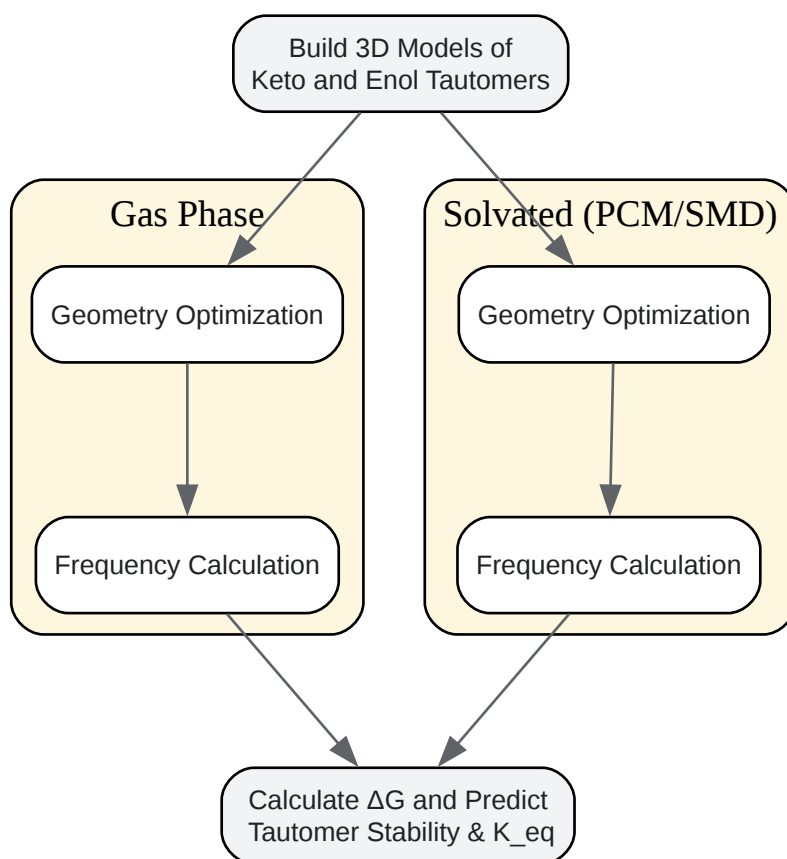 Build 3D Models of
Keto and Enol Tautomers
Gas Phase
Solvated (PCM/SMD)
Geometry Optimization
Geometry Optimization
Frequency Calculation
Frequency Calculation
Calculate ΔG and Predict
Tautomer Stability & K_eq